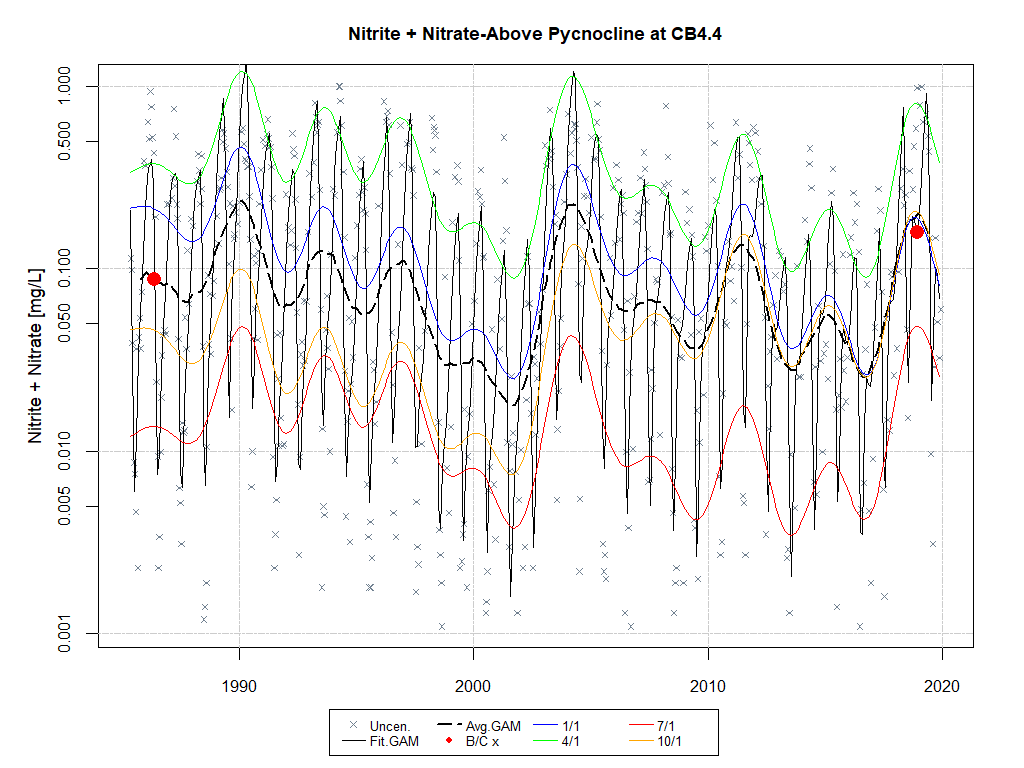 Nitrite + Nitrate-Above Pycnocline at CB4.4
Nitrite + Nitrate [mg/L]
1.000
0.500
0.100
0.050
0.010
0.005
0.001
1990 2000 2010 2020
Uncen. Avg.GAM 1/1 7/1
Fit.GAM B/C x 4/1 10/1